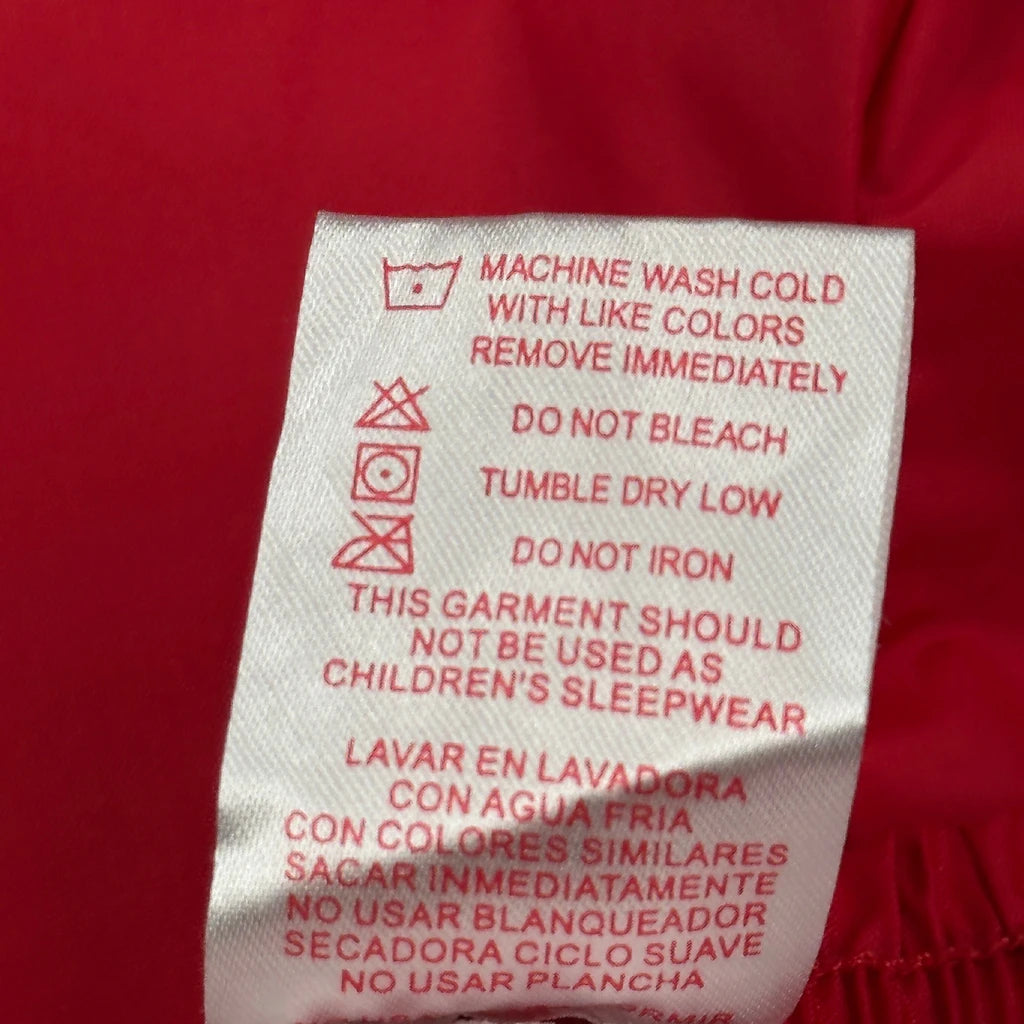 MACHINE WASH COLD
WITH LIKE COLORS
REMOVE IMMEDIATELY
DO NOT BLEACH
TUMBLE DRY LOW
DO NOT IRON
THIS GARMENT SHOULD
NOT BE USED AS
CHILDREN'S SLEEPWEAR
LAVAR EN LAVADORA
CON AGUA FRIA
CON COLORES SIMILARES
SACAR INMEDIATAMENTE
NO USAR BLANQUEADOR
SECADORA CICLO SUAVE
NO USAR PLANCHA